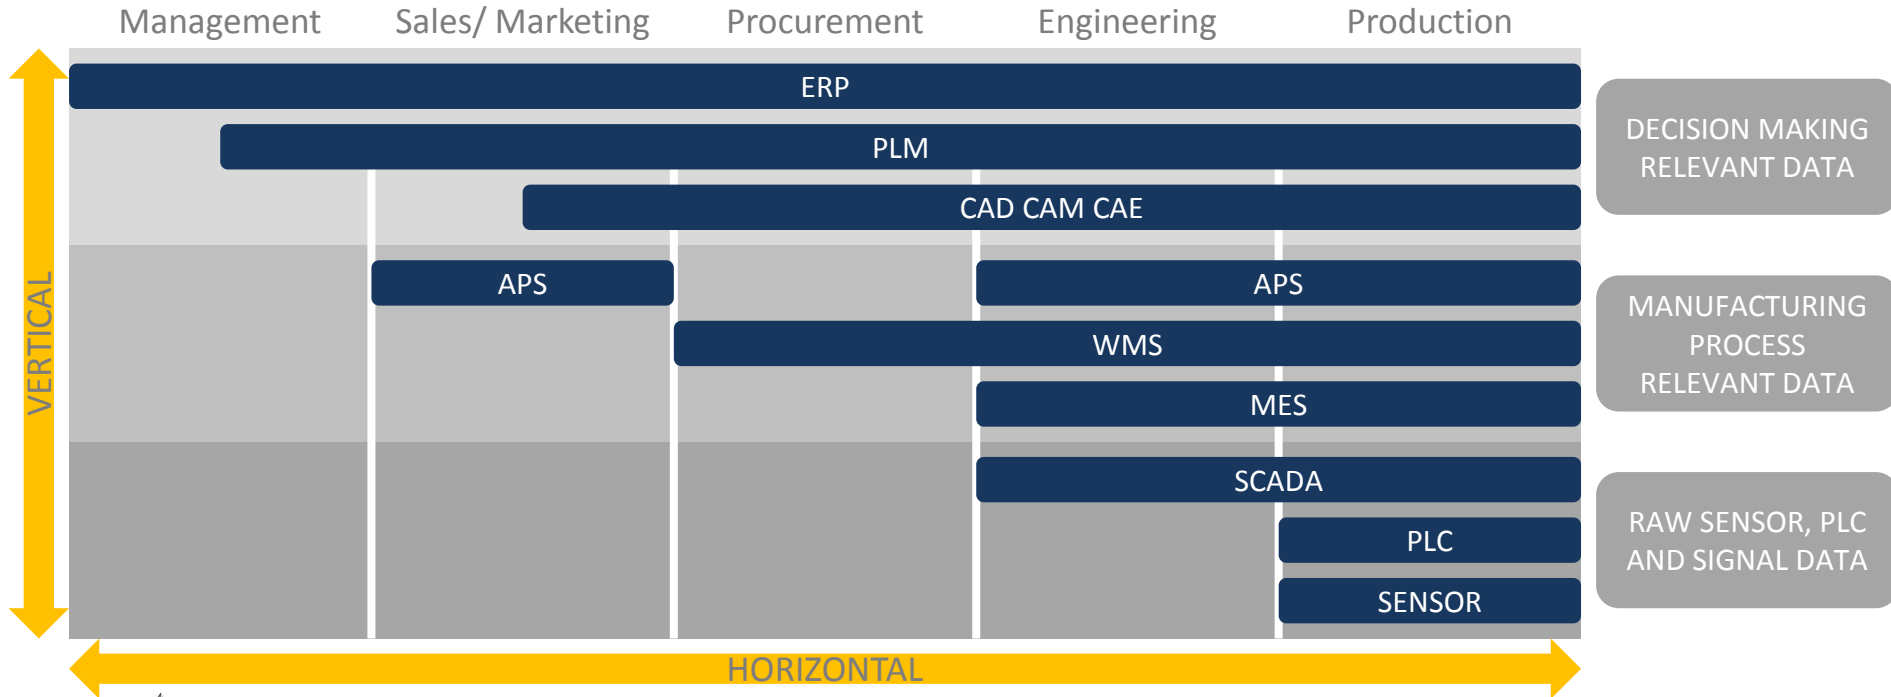 Management Sales/ Marketing Procurement Engineering Production
ERP
PLM
CAD CAM CAE
DECISION MAKING
RELEVANT DATA
APS APS
WMS
MES
MANUFACTURING
PROCESS
RELEVANT DATA
SCADA
PLC
SENSOR
RAW SENSOR, PLC
AND SIGNAL DATA
VERTICAL
HORIZONTAL